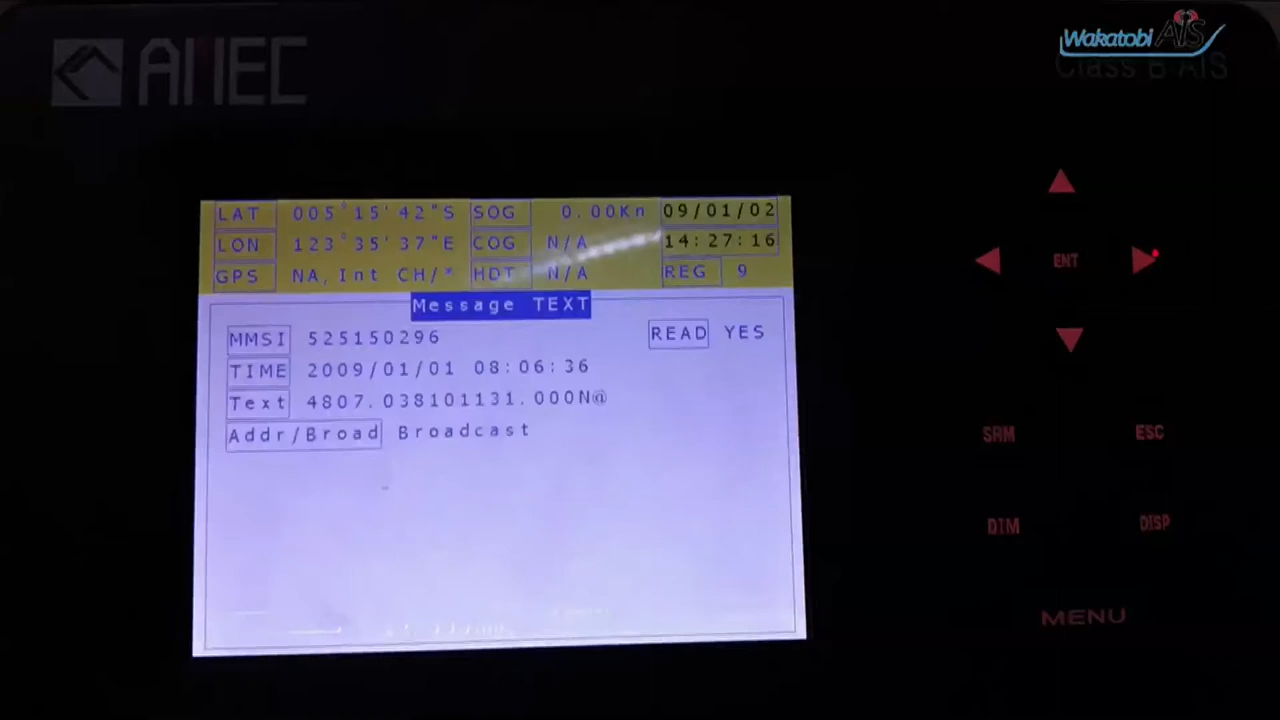 AMEC
Wakatobi AIS
Class B AIS
LAT 005°15'42"S SOG 0.00Kn 09/01/02
LON 123°35'37"E COG N/A 14:27:16
GPS NA,Int CH/* HDT N/A REG 9
Message TEXT
MMSI 525150296 READ YES
TIME 2009/01/01 08:06:36
Text 4807.038101131.000N@
Addr/Broad Broadcast
ENT
SRM ESC
DIM DISP
MENU